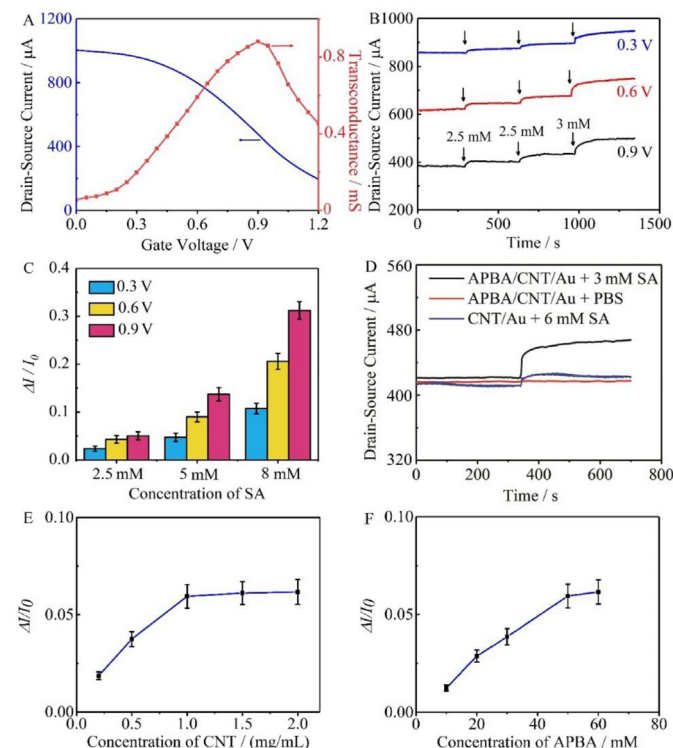 A
1200
1000
800
600
400
200
0
Drain-Source Current / μA
0.0
0.3
0.6
0.9
1.2
Gate Voltage / V
0.8
0.4
0
Transconductance / mS
B
1000
800
600
400
200
Drain-Source Current / μA
0.3 V
0.6 V
2.5 mM
2.5 mM
3 mM
0.9 V
0
500
1000
1500
Time / s
C
0.4
0.3
0.2
0.1
0.0
ΔI / I0
0.3 V
0.6 V
0.9 V
2.5 mM
5 mM
8 mM
Concentration of SA
D
560
480
400
320
Drain-Source Current / μA
APBA/CNT/Au + 3 mM SA
APBA/CNT/Au + PBS
CNT/Au + 6 mM SA
0
200
400
600
800
Time / s
E
0.10
0.05
0.00
ΔI/I0
0.0
0.5
1.0
1.5
2.0
Concentration of CNT / (mg/mL)
F
0.10
0.05
0.00
ΔI/I0
0
20
40
60
80
Concentration of APBA / mM